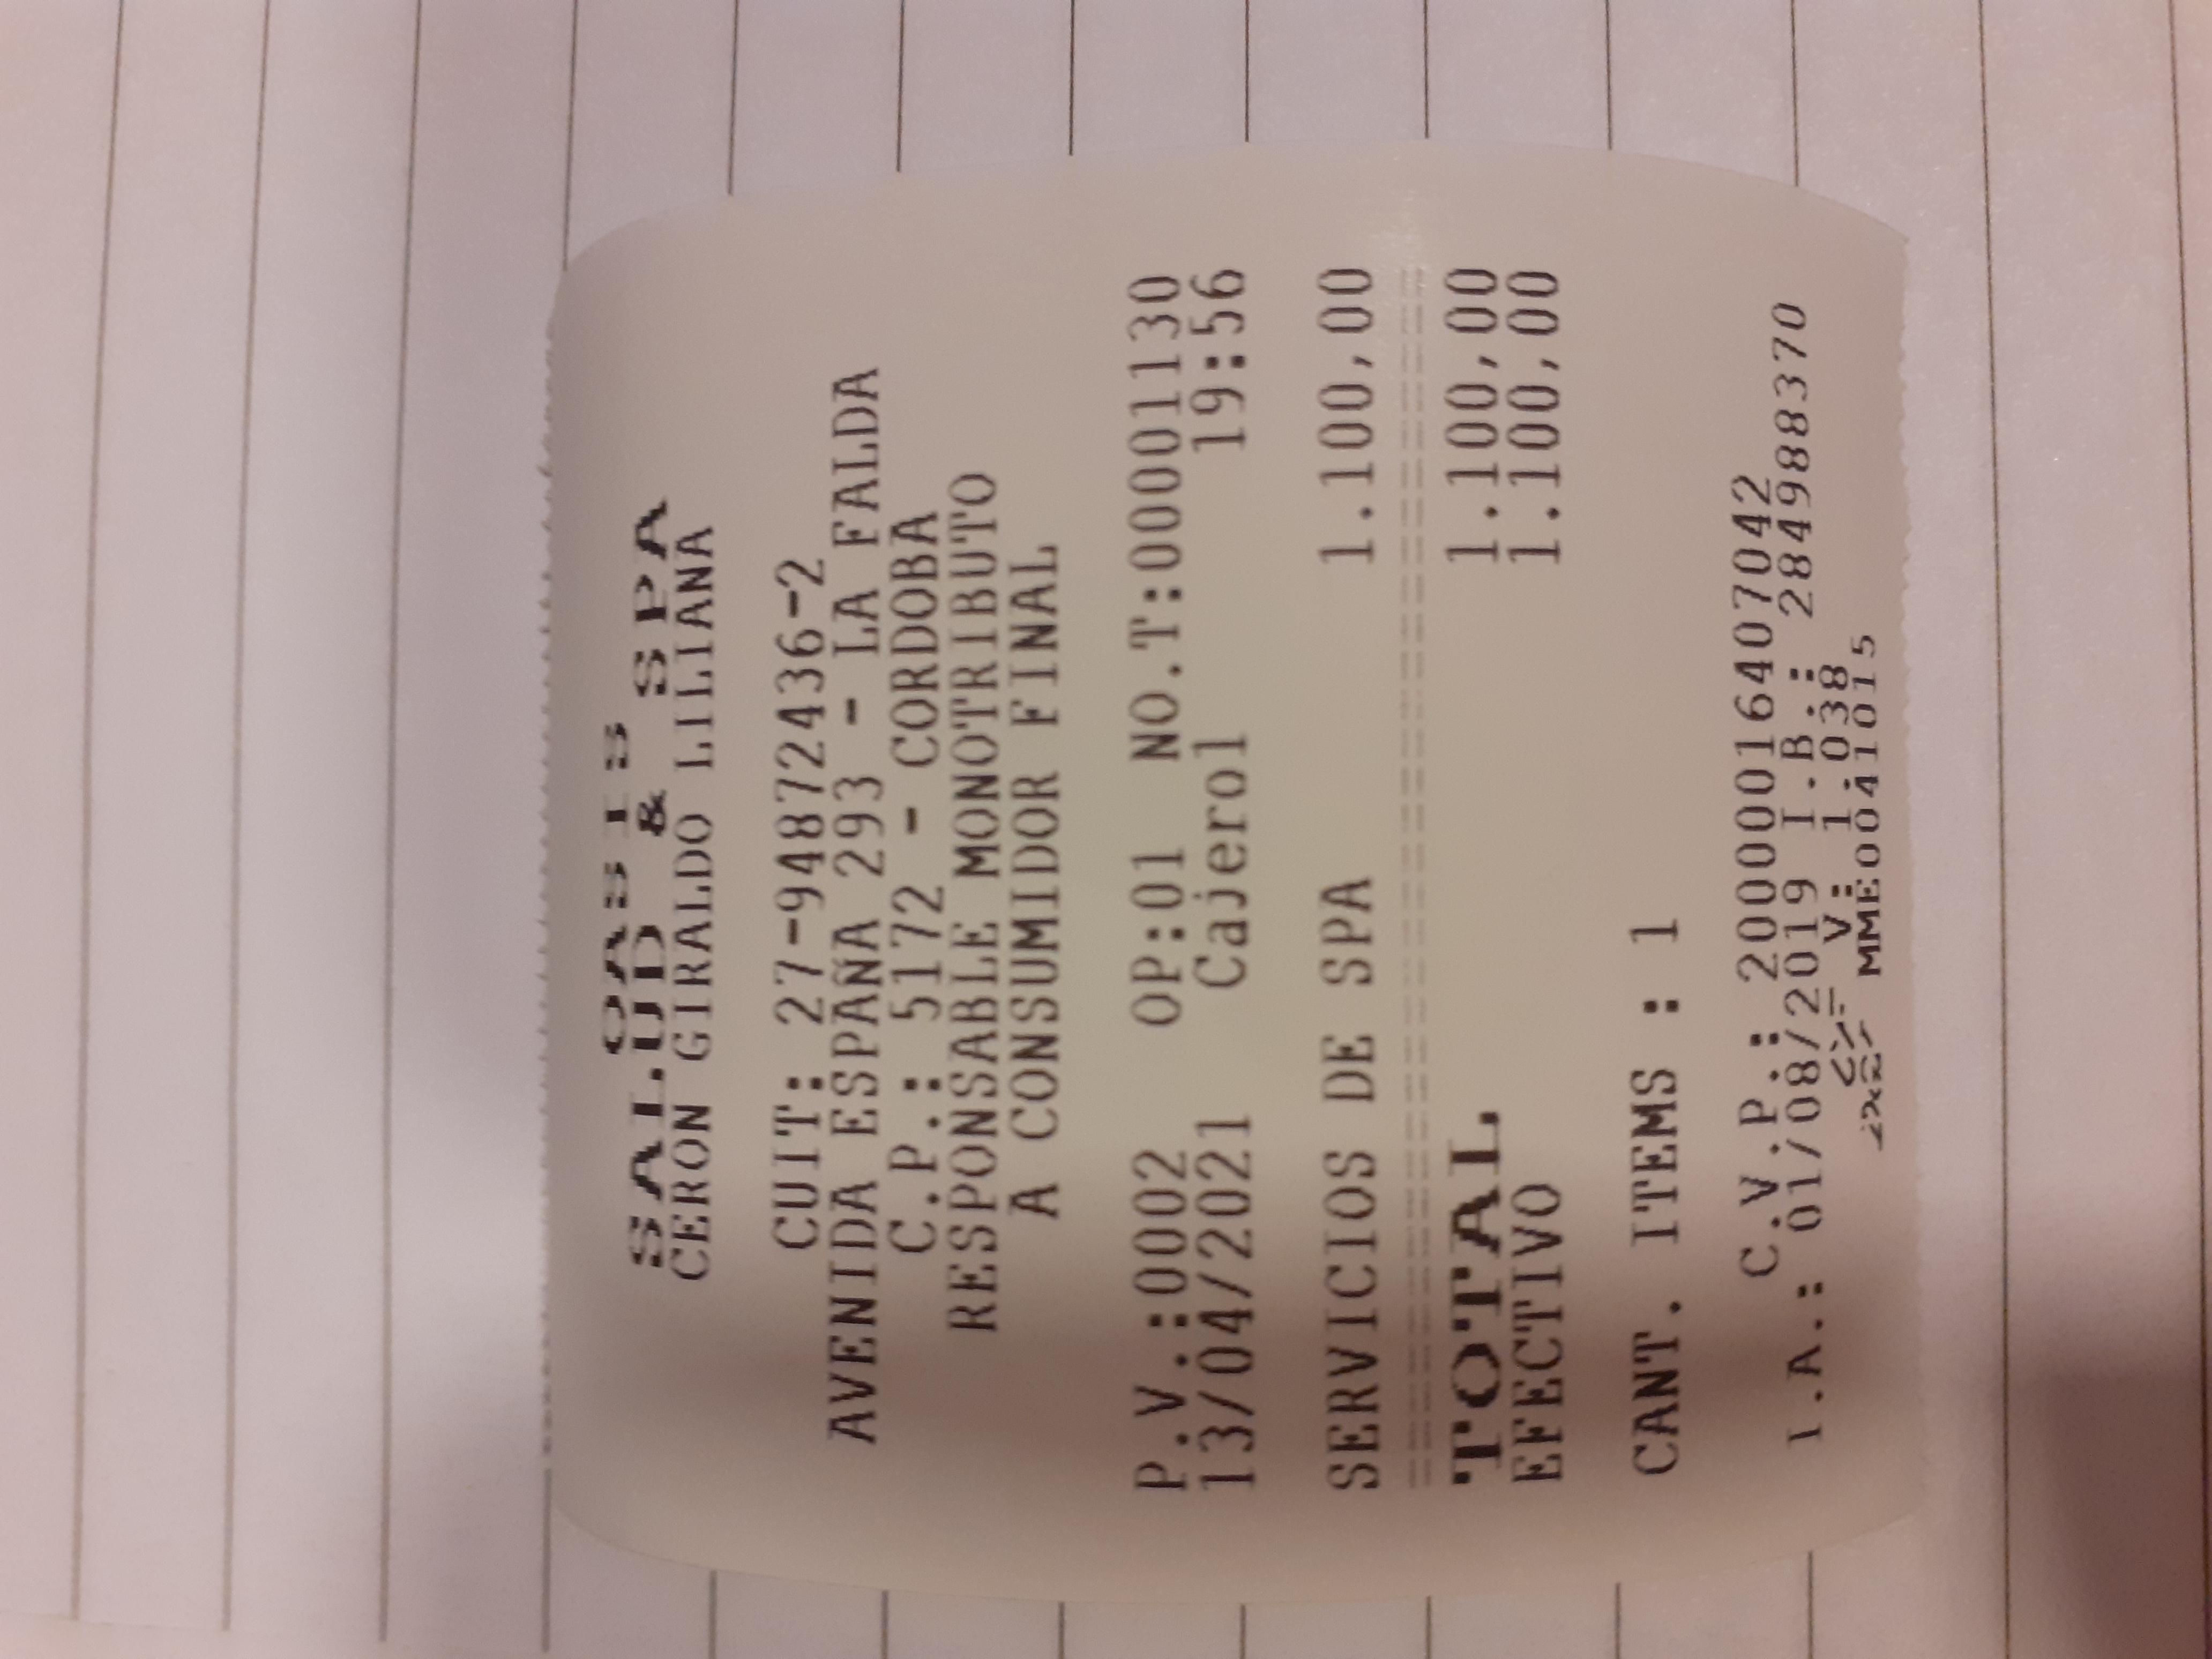 OASIS
SALUD & SPA
CERON GIRALDO LILIANA
CUIT: 27-94872436-2
AVENIDA ESPAÑA 293 - LA FALDA
C.P.: 5172 - CORDOBA
RESPONSABLE MONOTRIBUTO
A CONSUMIDOR FINAL
P.V.:0002 OP:01 NO.T:00001130
13/04/2021 Cajero1 19:56
SERVICIOS DE SPA 1.100,00
TOTAL 1.100,00
EFECTIVO 1.100,00
CANT. ITEMS : 1
C.V.P.: 20000016407042
I.A.: 01/08/2019 I.B.: 284988370
V: 1.038
MME0041015